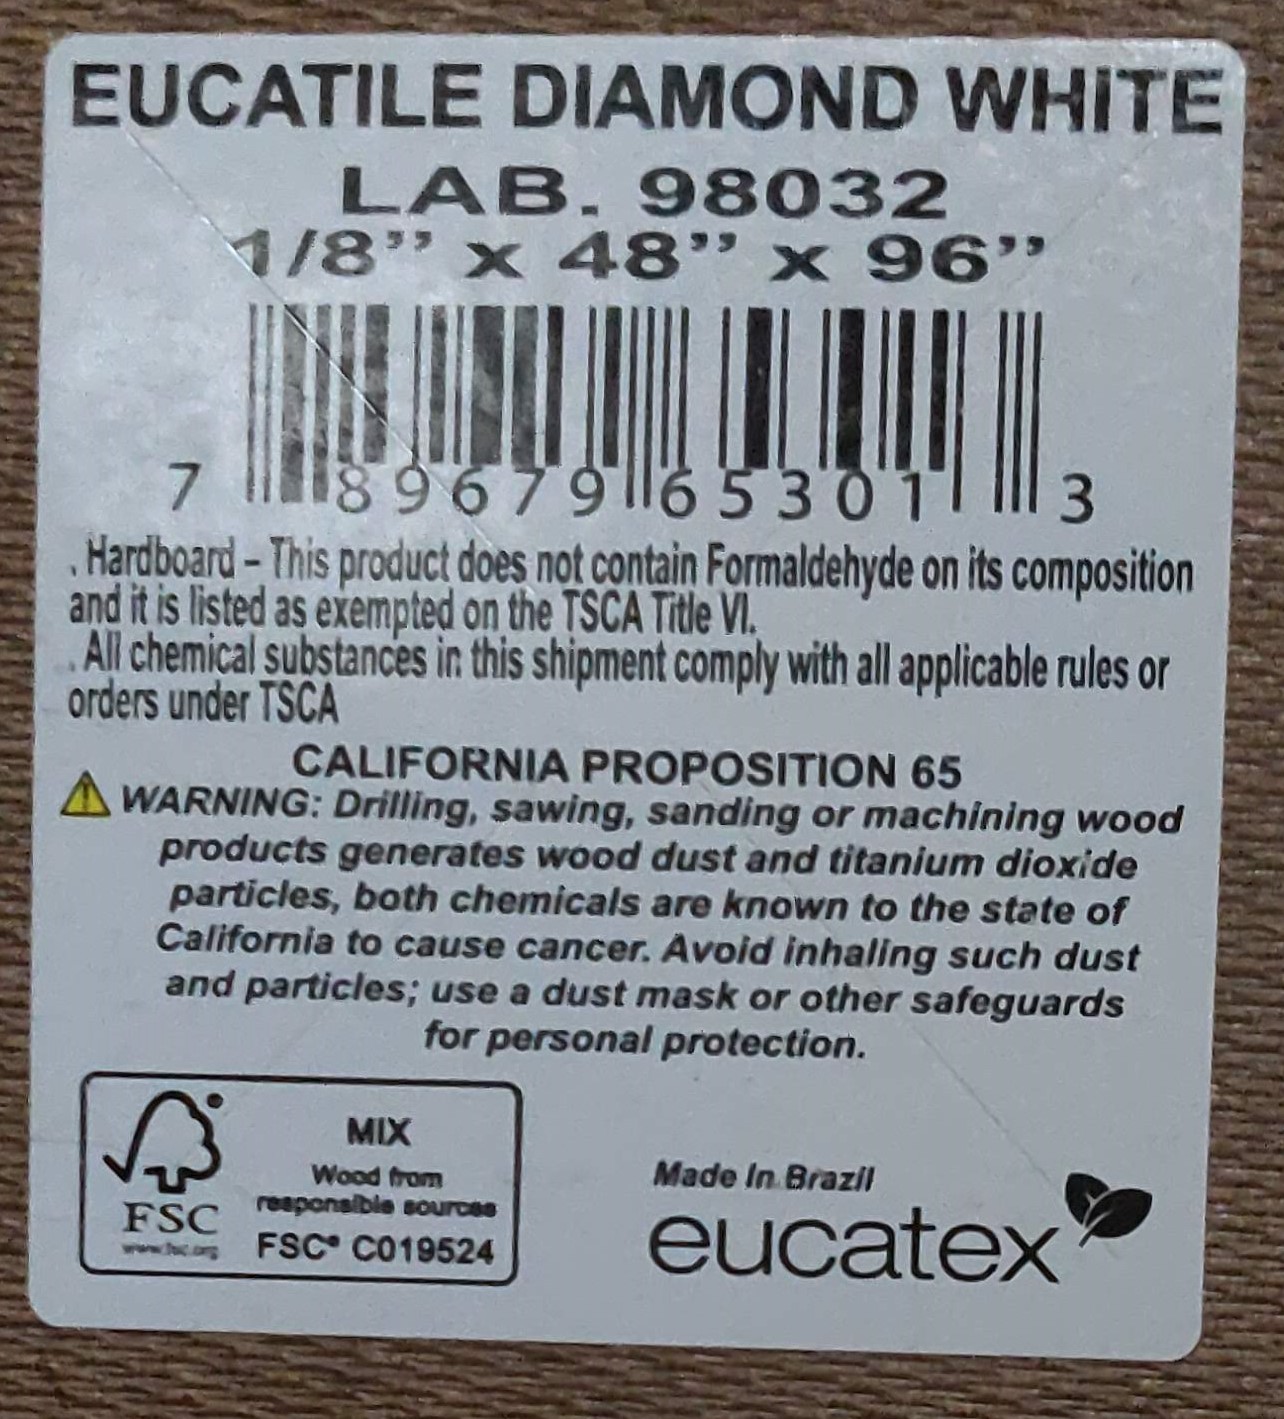 EUCATILE DIAMOND WHITE
LAB. 98032
1/8” x 48” x 96”
7 89679 65301 3
. Hardboard – This product does not contain Formaldehyde on its composition
and it is listed as exempted on the TSCA Title VI.
. All chemical substances in this shipment comply with all applicable rules or
orders under TSCA
CALIFORNIA PROPOSITION 65
WARNING: Drilling, sawing, sanding or machining wood
products generates wood dust and titanium dioxide
particles, both chemicals are known to the state of
California to cause cancer. Avoid inhaling such dust
and particles; use a dust mask or other safeguards
for personal protection.
MIX
Wood from
responsible sources
FSC® C019524
FSC
www.fsc.org
Made in Brazil
eucatex